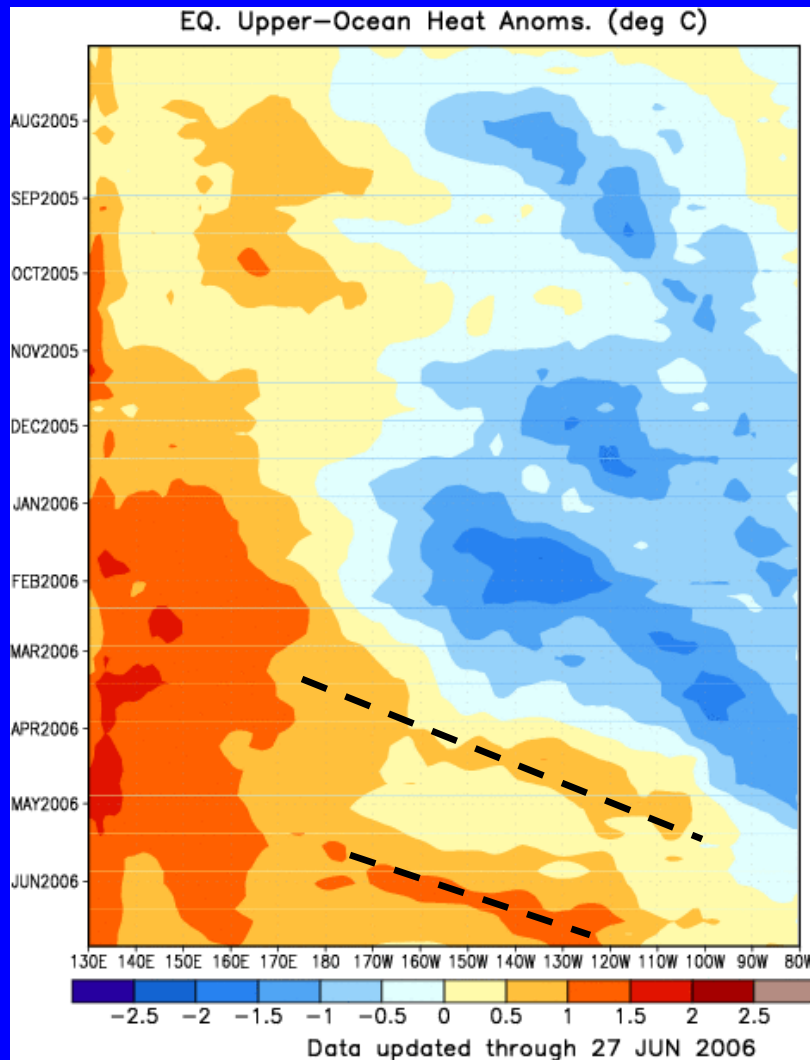 EQ. Upper-Ocean Heat Anoms. (deg C)
AUG2005
SEP2005
OCT2005
NOV2005
DEC2005
JAN2006
FEB2006
MAR2006
APR2006
MAY2006
JUN2006
130E 140E 150E 160E 170E 180 170W 160W 150W 140W 130W 120W 110W 100W 90W 80W
-2.5 -2 -1.5 -1 -0.5 0 0.5 1 1.5 2 2.5
Data updated through 27 JUN 2006